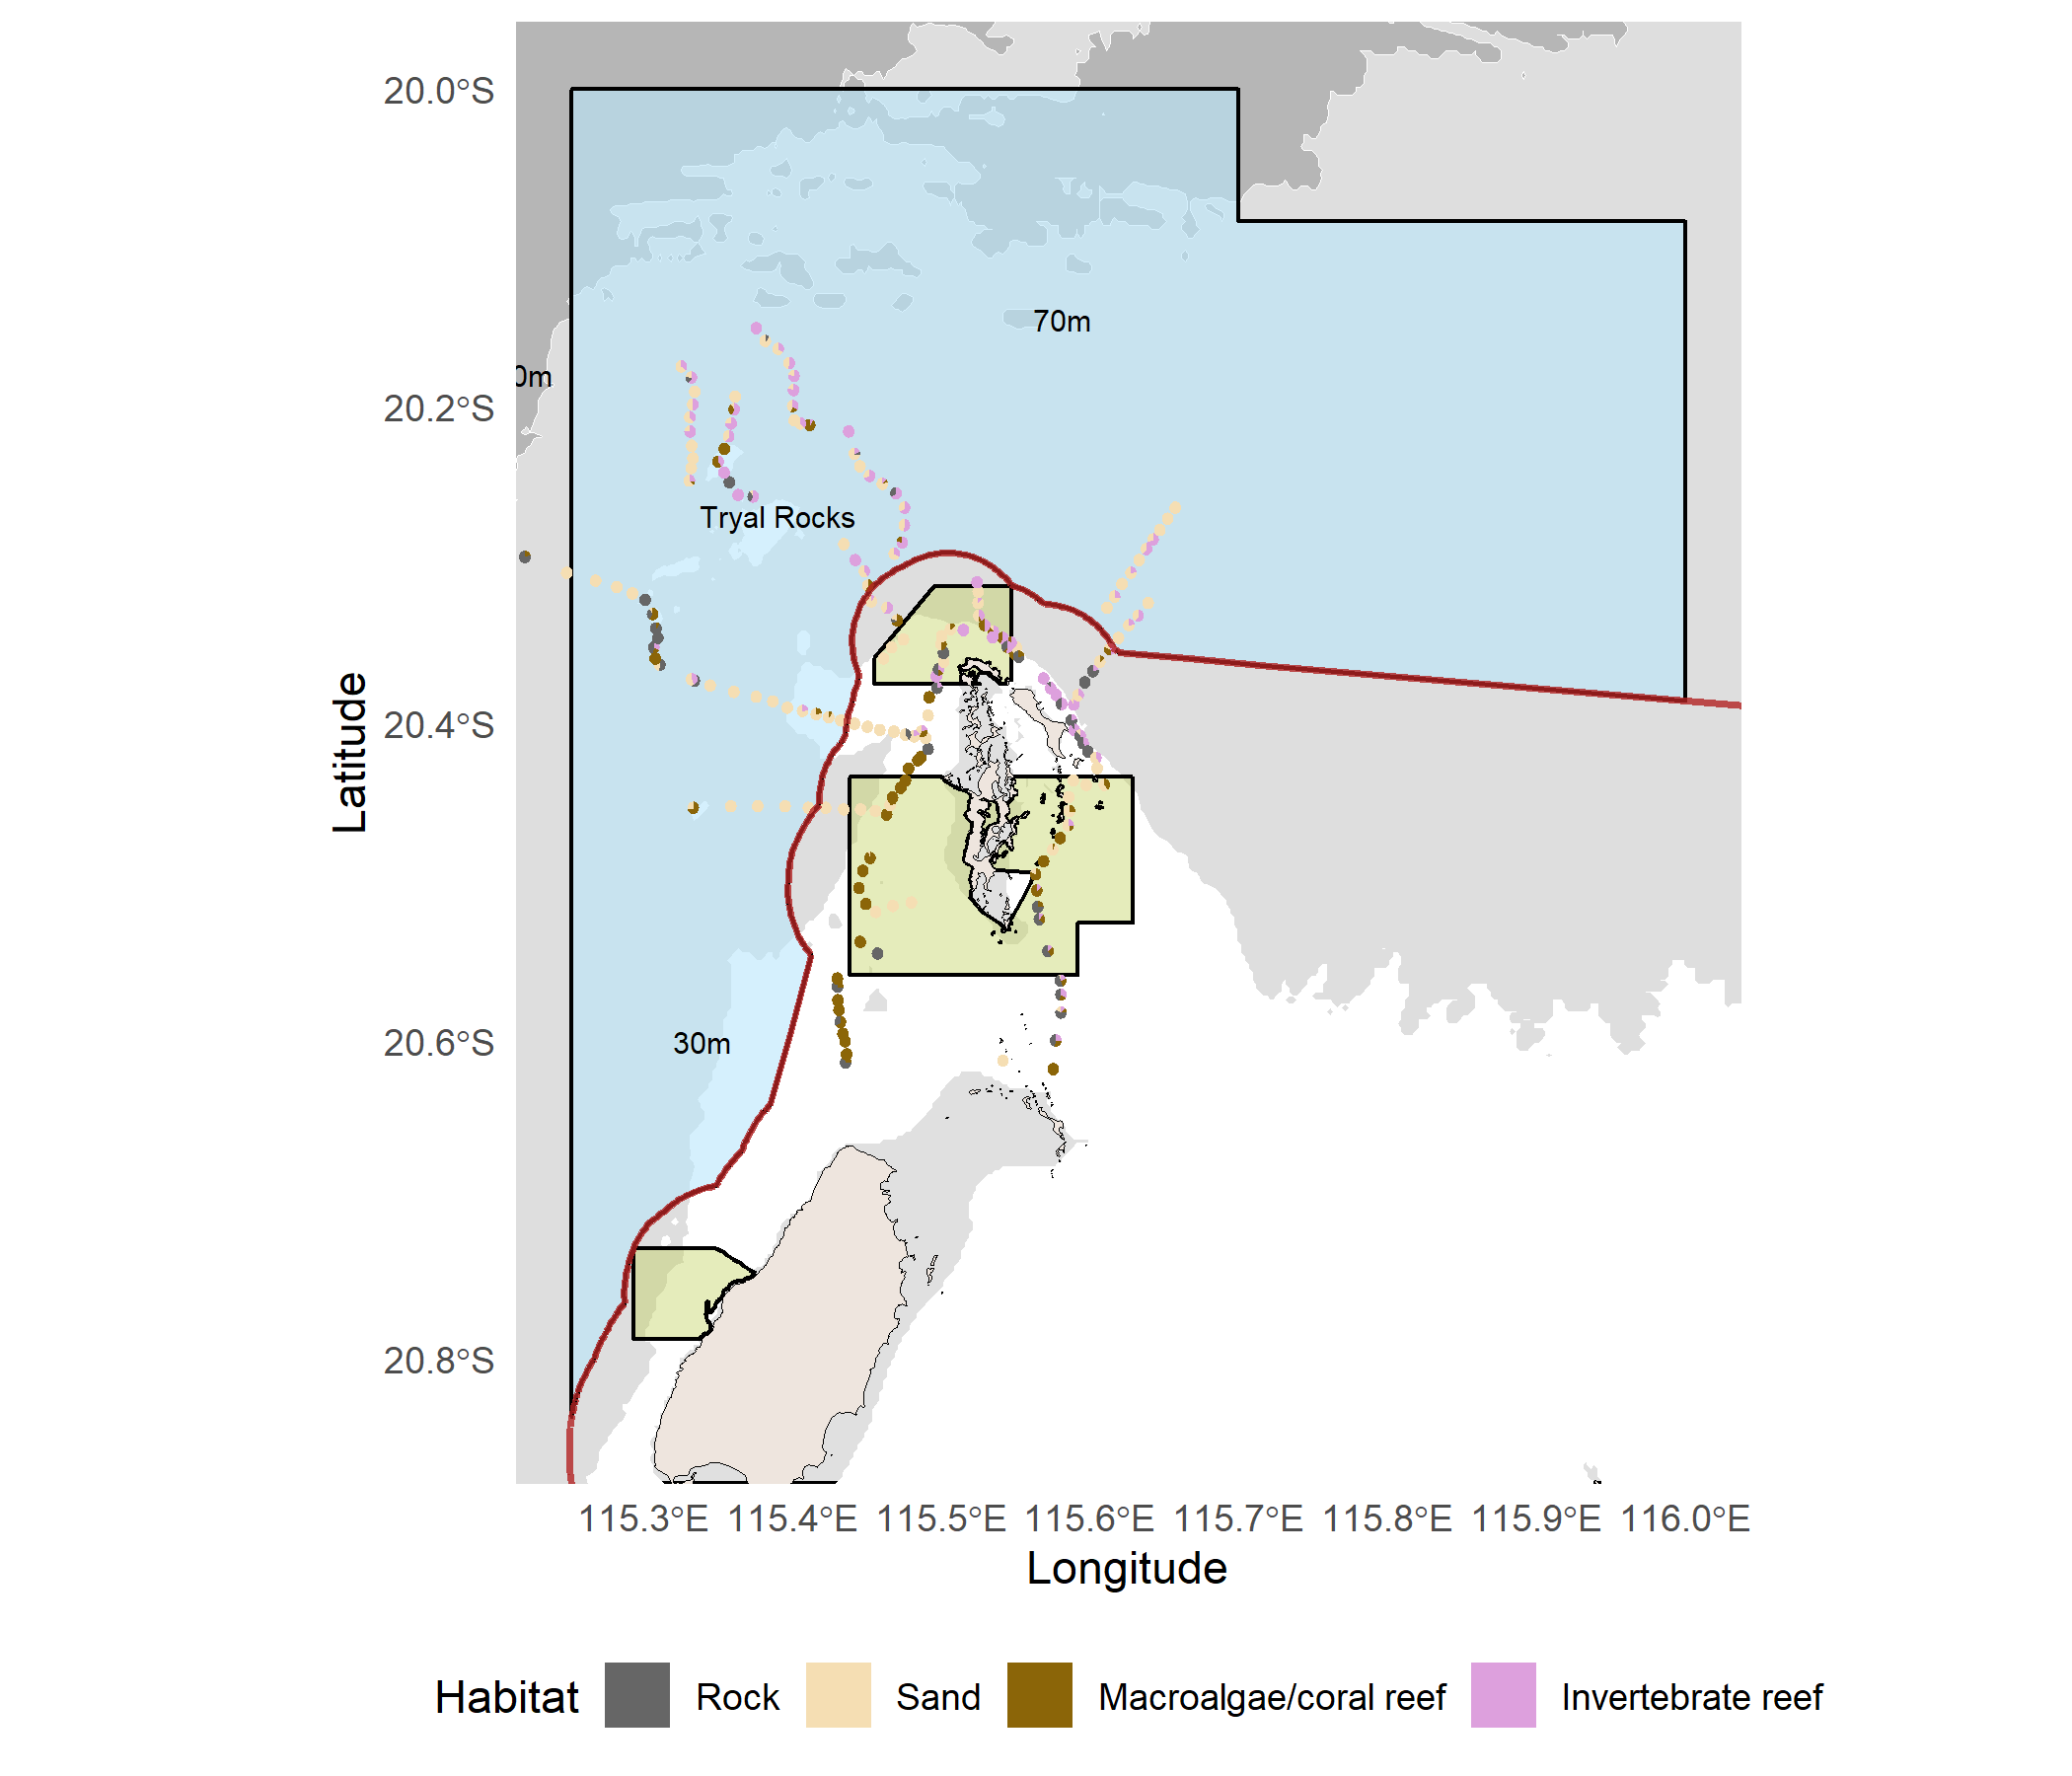 20.0°S
70m
0m
20.2°S
Tryal Rocks
20.4°S
Latitude
20.6°S
30m
20.8°S
115.3°E 115.4°E 115.5°E 115.6°E 115.7°E 115.8°E 115.9°E 116.0°E
Longitude
Habitat Rock Sand Macroalgae/coral reef Invertebrate reef